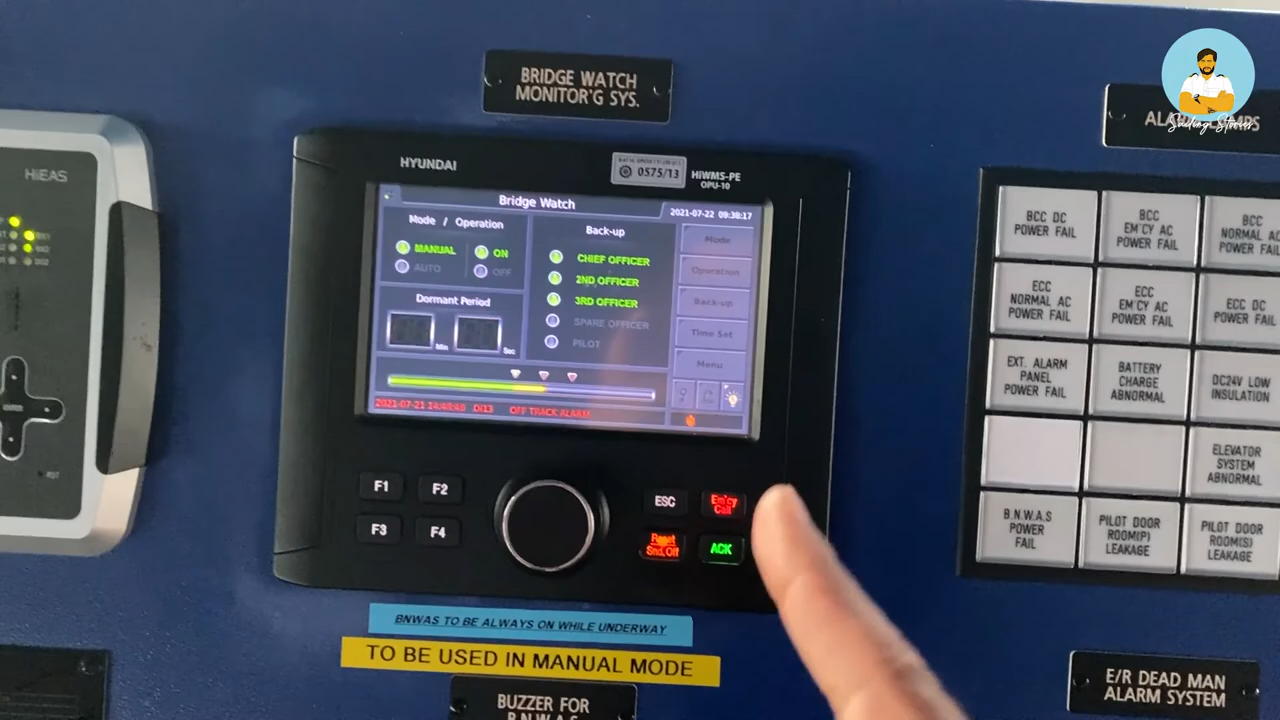 BRIDGE WATCH
MONITOR'G SYS.
Sailing Stories
HiEAS
HYUNDAI
0575/13
HiWMS-PE
OPU-10
Bridge Watch
2021-07-22 09:38:17
Mode / Operation
MANUAL
ON
AUTO
OFF
Dormant Period
Min
Sec
Back-up
CHIEF OFFICER
2ND OFFICER
3RD OFFICER
SPARE OFFICER
PILOT
Mode
Operation
Back-up
Time Set
Menu
2021-07-21 14:40:40 OFF TRACK ALARM
F1
F2
F3
F4
ESC
Em'cy
Call
Reset
Snd.Off
ACK
BNWAS TO BE ALWAYS ON WHILE UNDERWAY
TO BE USED IN MANUAL MODE
BUZZER FOR
B.N.W.A.S
BCC DC
POWER FAIL
BCC
EM'CY AC
POWER FAIL
BCC
NORMAL AC
POWER FAIL
ECC
NORMAL AC
POWER FAIL
ECC
EM'CY AC
POWER FAIL
ECC DC
POWER FAIL
EXT. ALARM
PANEL
POWER FAIL
BATTERY
CHARGE
ABNORMAL
DC24V LOW
INSULATION
ELEVATOR
SYSTEM
ABNORMAL
B.N.W.A.S
POWER
FAIL
PILOT DOOR
ROOM(P)
LEAKAGE
PILOT DOOR
ROOM(S)
LEAKAGE
E/R DEAD MAN
ALARM SYSTEM